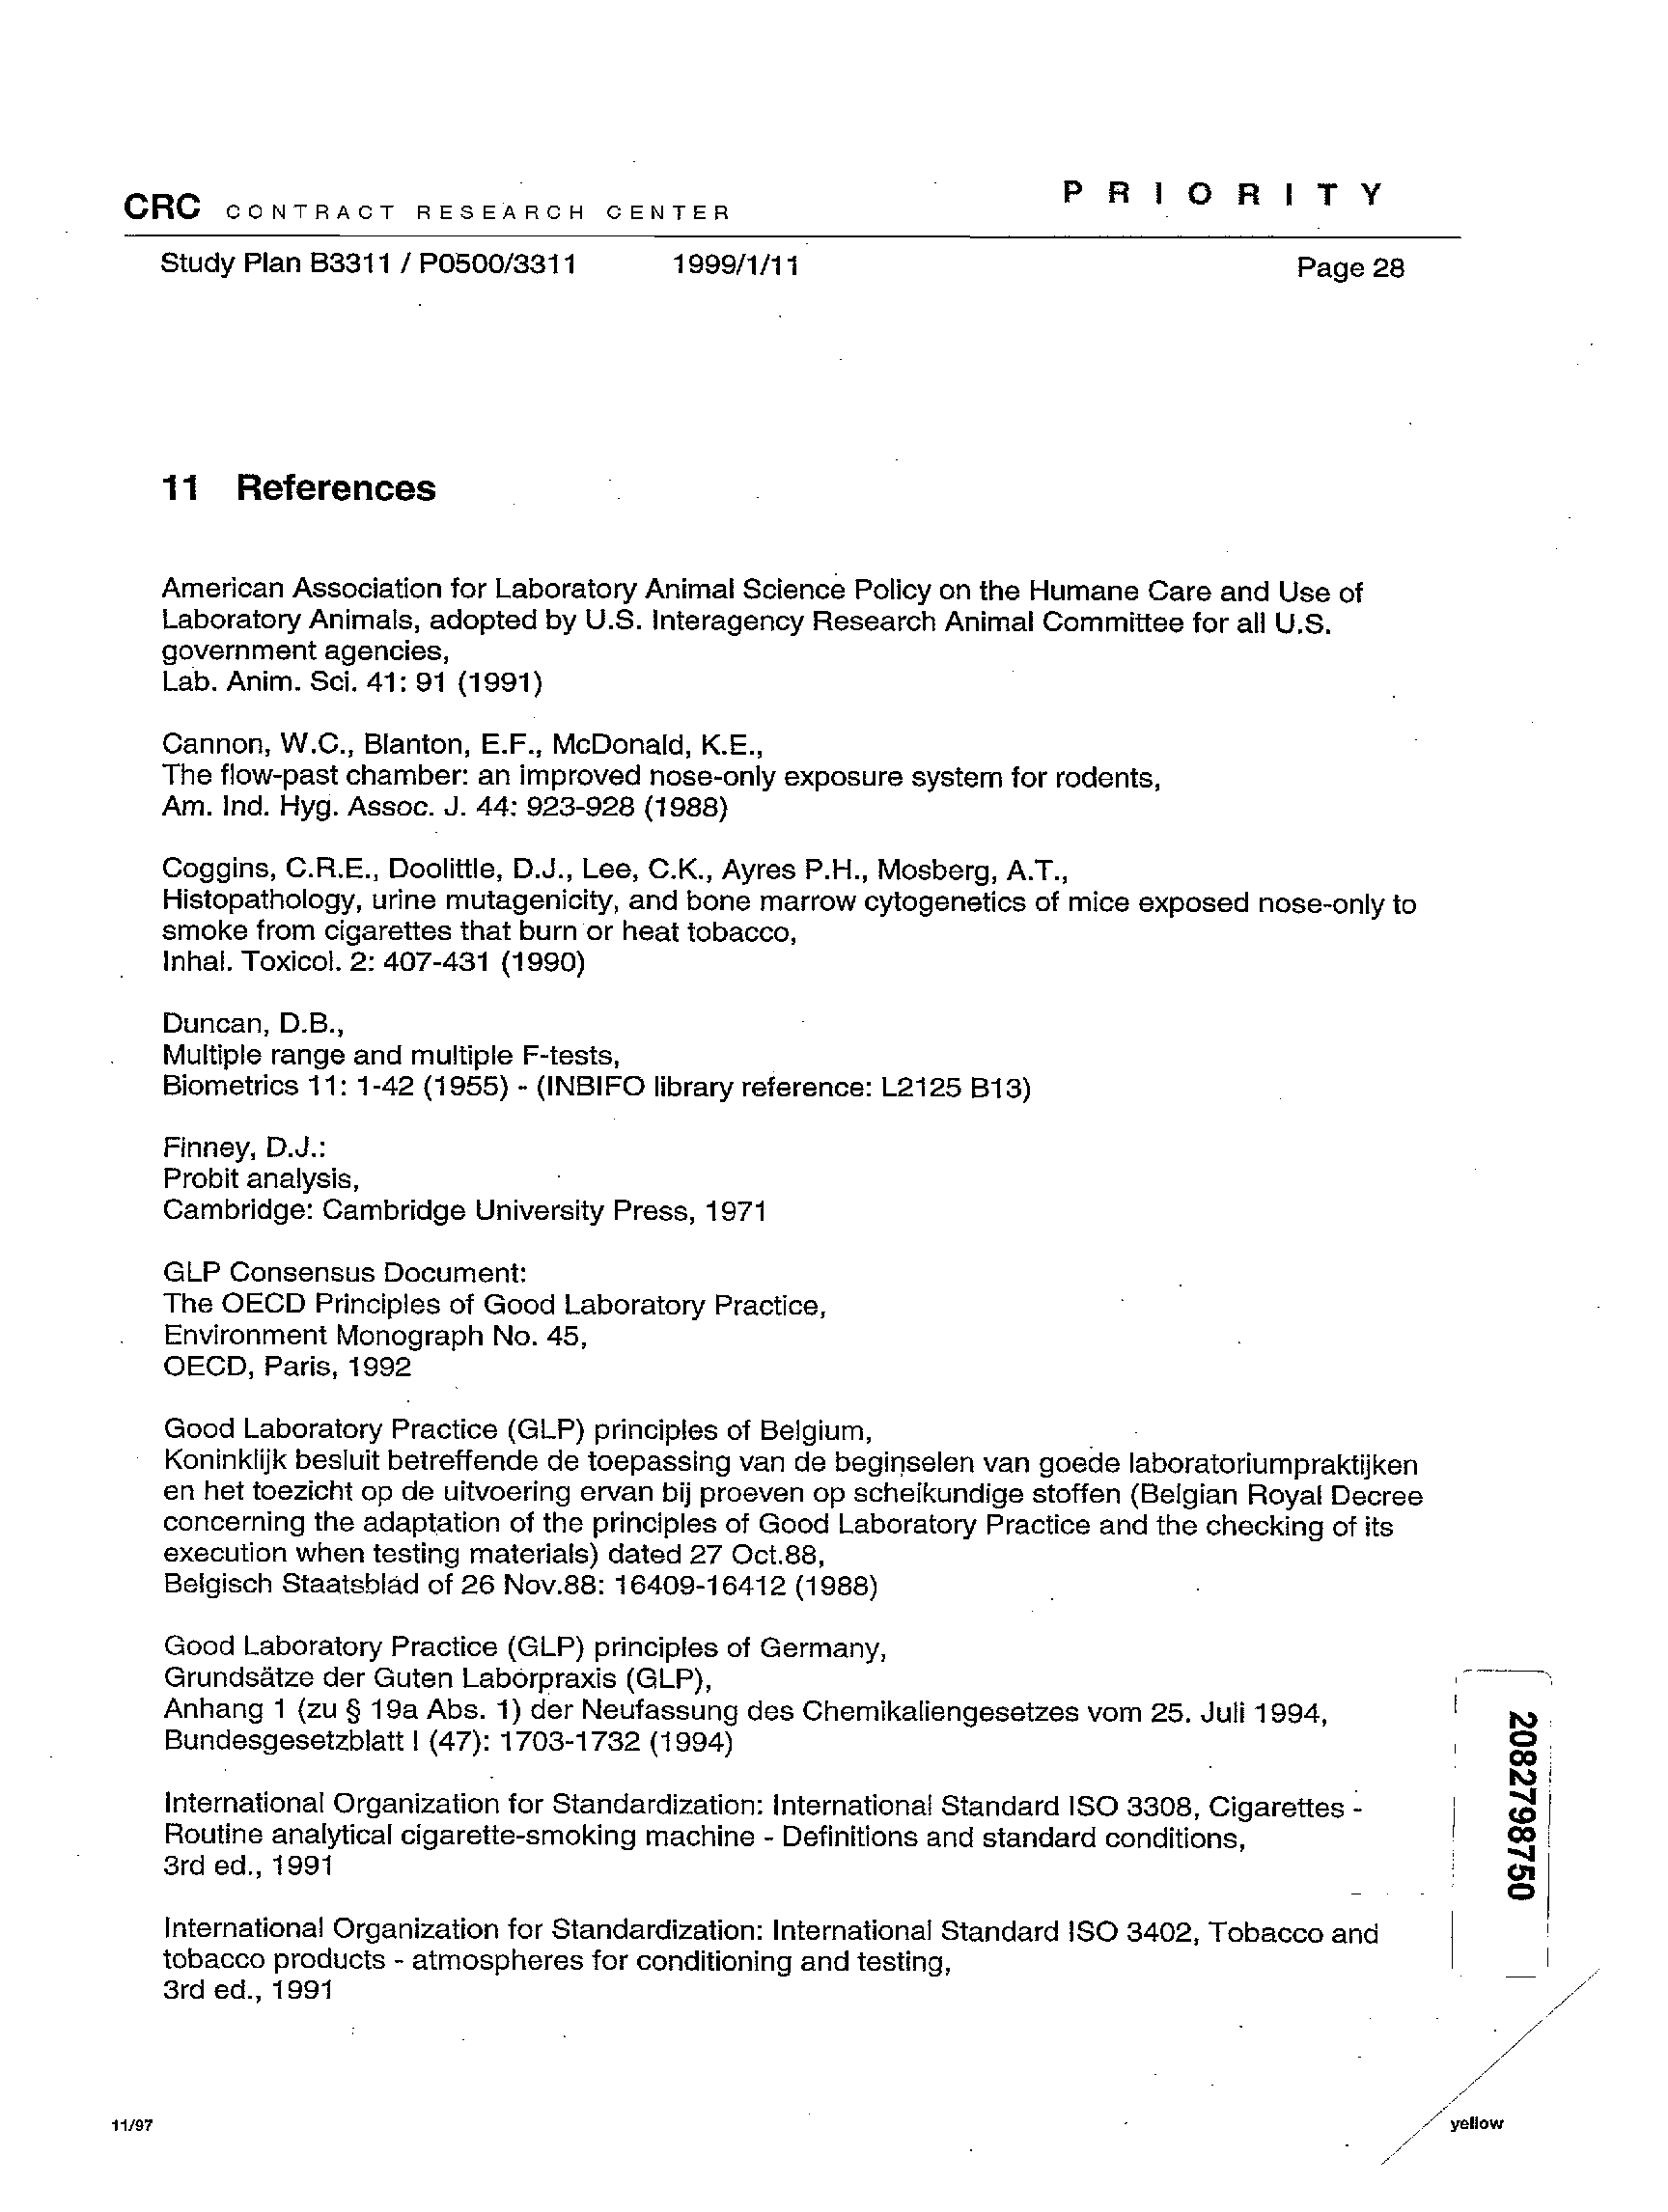 PRIORITY
CRC CONTRACT RESEARCH CENTER
Study Plan B3311 / P0500/3311 1999/1/11 Page 28
11 References
American Association for Laboratory Animal Science Policy on the Humane Care and Use of
Laboratory Animals, adopted by U.S. Interagency Research Animal Committee for all U.S.
government agencies,
Lab. Anim. Sci. 41: 91 (1991)
Cannon, W.C., Blanton, E.F., McDonald, K.E.,
The flow-past chamber: an improved nose-only exposure system for rodents,
Am. Ind. Hyg. Assoc. J. 44: 923-928 (1988)
Coggins, C.R.E., Doolittle, D.J., Lee, C.K., Ayres P.H., Mosberg, A.T.,
Histopathology, urine mutagenicity, and bone marrow cytogenetics of mice exposed nose-only to
smoke from cigarettes that burn or heat tobacco,
Inhal. Toxicol. 2: 407-431 (1990)
Duncan, D.B.,
Multiple range and multiple F-tests,
Biometrics 11: 1-42 (1955) - (INBIFO library reference: L2125 B13)
Finney, D.J.:
Probit analysis,
Cambridge: Cambridge University Press, 1971
GLP Consensus Document:
The OECD Principles of Good Laboratory Practice,
Environment Monograph No. 45,
OECD, Paris, 1992
Good Laboratory Practice (GLP) principles of Belgium,
Koninklijk besluit betreffende de toepassing van de beginselen van goede laboratoriumpraktijken
en het toezicht op de uitvoering ervan bij proeven op scheikundige stoffen (Belgian Royal Decree
concerning the adaptation of the principles of Good Laboratory Practice and the checking of its
execution when testing materials) dated 27 Oct.88,
Belgisch Staatsblad of 26 Nov.88: 16409-16412 (1988)
Good Laboratory Practice (GLP) principles of Germany,
Grundsätze der Guten Laborpraxis (GLP),
Anhang 1 (zu § 19a Abs. 1) der Neufassung des Chemikaliengesetzes vom 25. Juli 1994,
Bundesgesetzblatt I (47): 1703-1732 (1994)
International Organization for Standardization: International Standard ISO 3308, Cigarettes -
Routine analytical cigarette-smoking machine - Definitions and standard conditions,
3rd ed., 1991
International Organization for Standardization: International Standard ISO 3402, Tobacco and
tobacco products - atmospheres for conditioning and testing,
3rd ed., 1991
2082798750
11/97 yellow